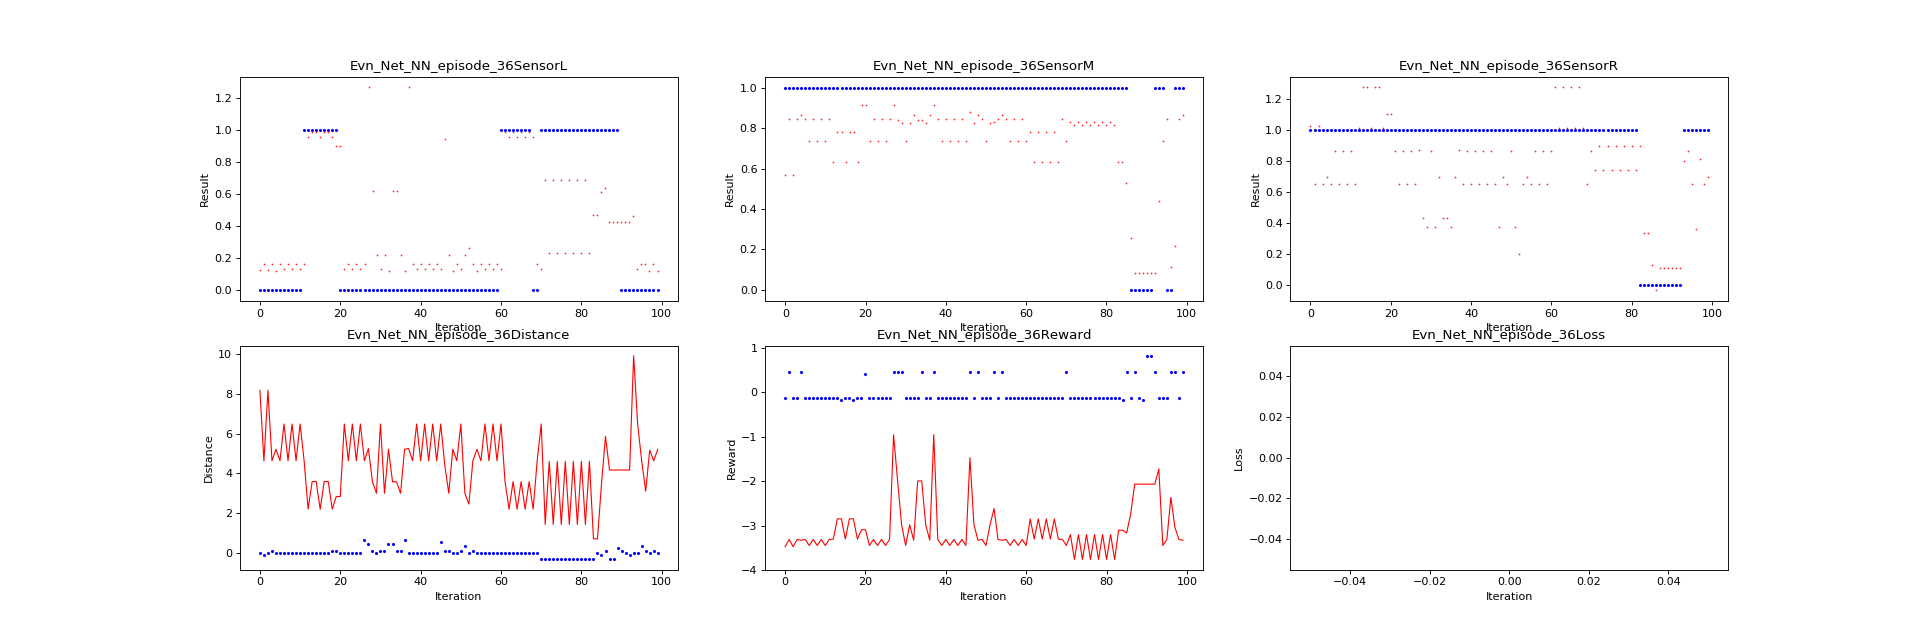 Evn_Net_NN_episode_36SensorL
Result
1.2
1.0
0.8
0.6
0.4
0.2
0.0
0 20 40 60 80 100
Iteration
Evn_Net_NN_episode_36SensorM
Result
1.0
0.8
0.6
0.4
0.2
0.0
0 20 40 60 80 100
Iteration
Evn_Net_NN_episode_36SensorR
Result
1.2
1.0
0.8
0.6
0.4
0.2
0.0
0 20 40 60 80 100
Iteration
Evn_Net_NN_episode_36Distance
Distance
10
8
6
4
2
0
0 20 40 60 80 100
Iteration
Evn_Net_NN_episode_36Reward
Reward
1
0
−1
−2
−3
−4
0 20 40 60 80 100
Iteration
Evn_Net_NN_episode_36Loss
Loss
0.04
0.02
0.00
−0.02
−0.04
−0.04 −0.02 0.00 0.02 0.04
Iteration